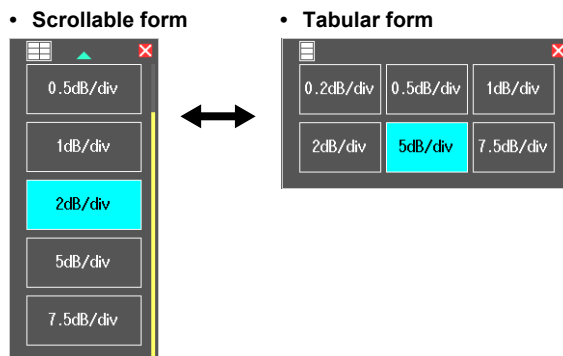 • Scrollable form
0.5dB/div
1dB/div
2dB/div
5dB/div
7.5dB/div
• Tabular form
0.2dB/div 0.5dB/div 1dB/div
2dB/div 5dB/div 7.5dB/div